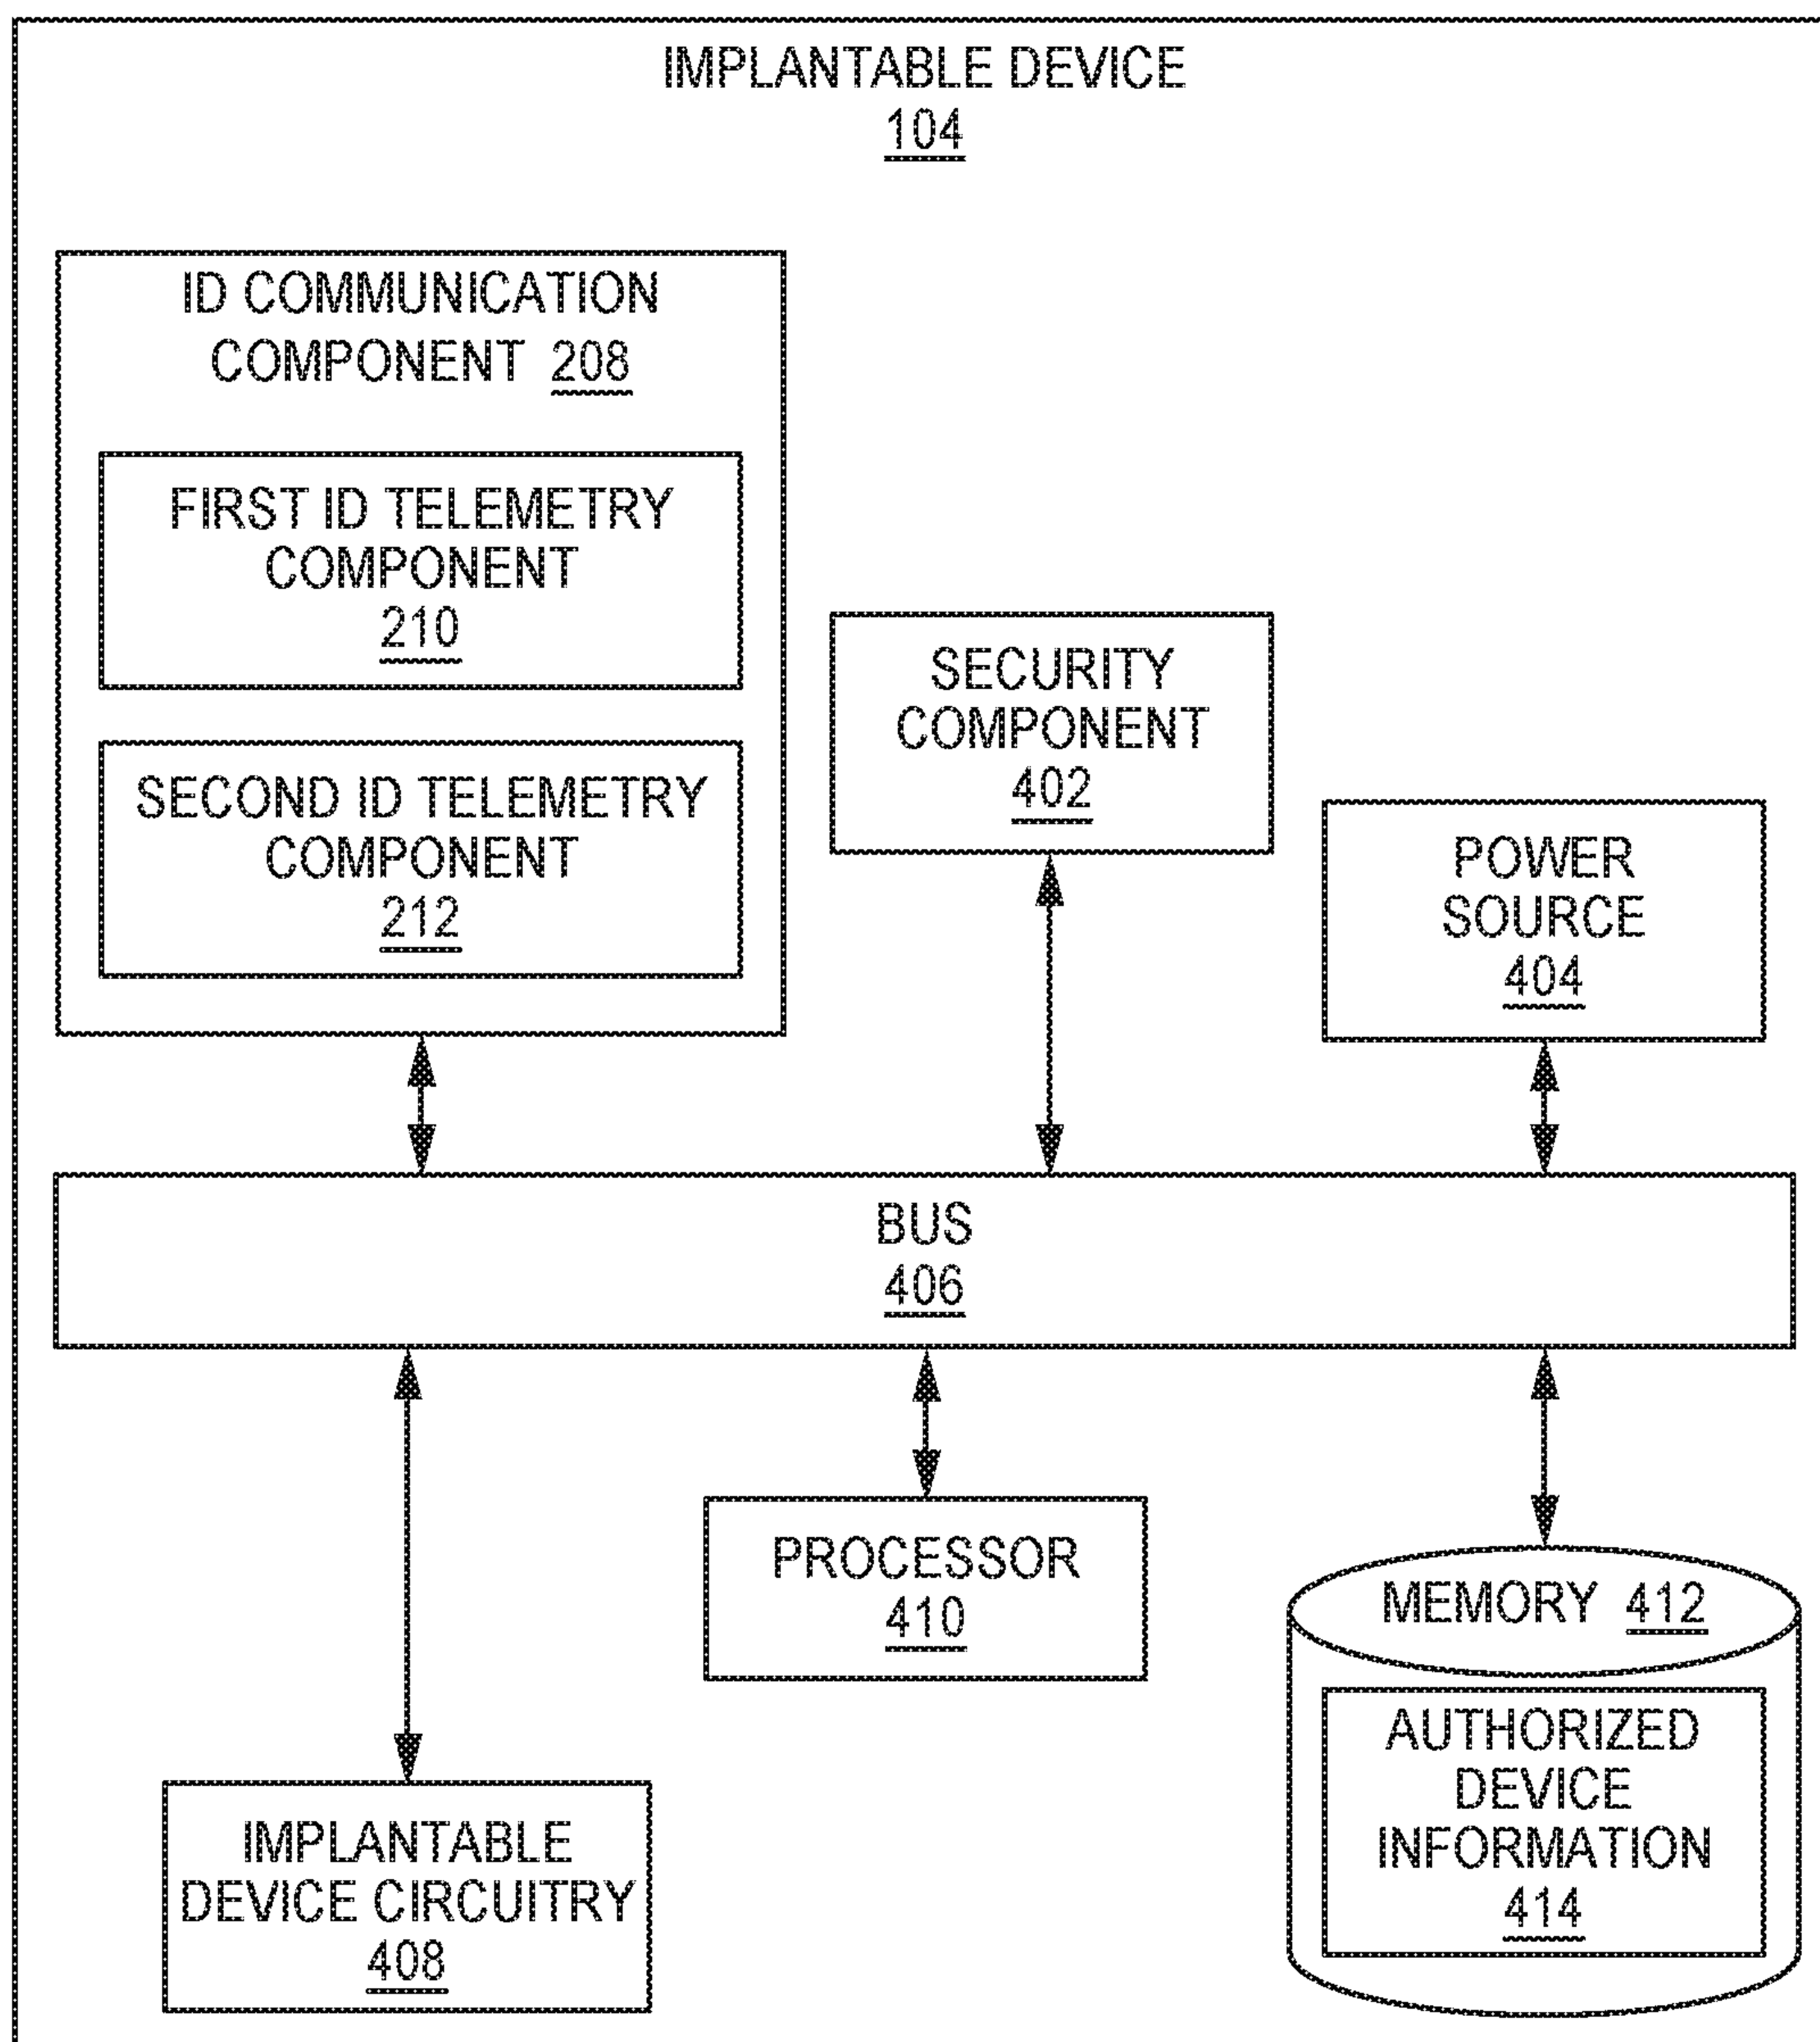 IMPLANTABLE DEVICE
104
ID COMMUNICATION
COMPONENT 208
FIRST ID TELEMETRY
COMPONENT
210
SECOND ID TELEMETRY
COMPONENT
212
SECURITY
COMPONENT
402
POWER
SOURCE
404
BUS
406
PROCESSOR
410
MEMORY 412
AUTHORIZED
DEVICE
INFORMATION
414
IMPLANTABLE
DEVICE CIRCUITRY
408